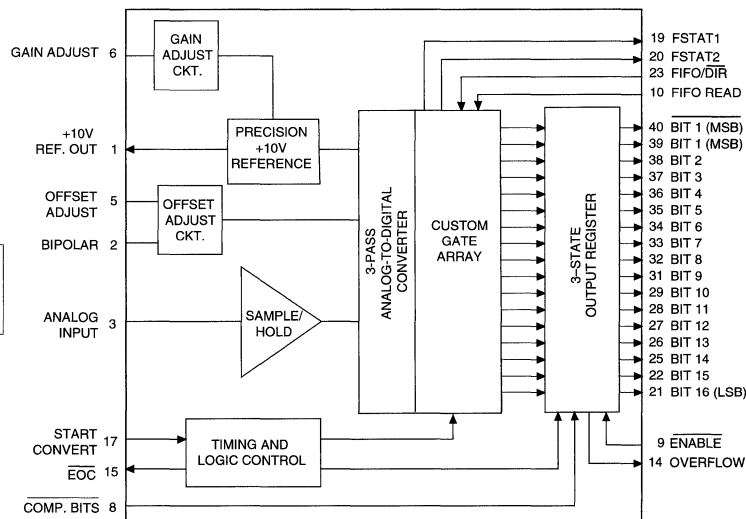 GAIN ADJUST 6
+10V
REF. OUT 1
OFFSET
ADJUST 5
BIPOLAR 2
ANALOG
INPUT 3
START
CONVERT 17
EOC 15
COMP. BITS 8
GAIN
ADJUST
CKT.
PRECISION
+10V
REFERENCE
OFFSET
ADJUST
CKT.
SAMPLE/
HOLD
TIMING AND
LOGIC CONTROL
3-PASS
ANALOG-TO-DIGITAL
CONVERTER
CUSTOM
GATE
ARRAY
3-STATE
OUTPUT REGISTER
19 FSTAT1
20 FSTAT2
23 FIFO/DIR
10 FIFO READ
40 BIT 1 (MSB)
39 BIT 1 (MSB)
38 BIT 2
37 BIT 3
36 BIT 4
35 BIT 5
34 BIT 6
33 BIT 7
32 BIT 8
31 BIT 9
29 BIT 10
28 BIT 11
27 BIT 12
26 BIT 13
25 BIT 14
22 BIT 15
21 BIT 16 (LSB)
9 ENABLE
14 OVERFLOW